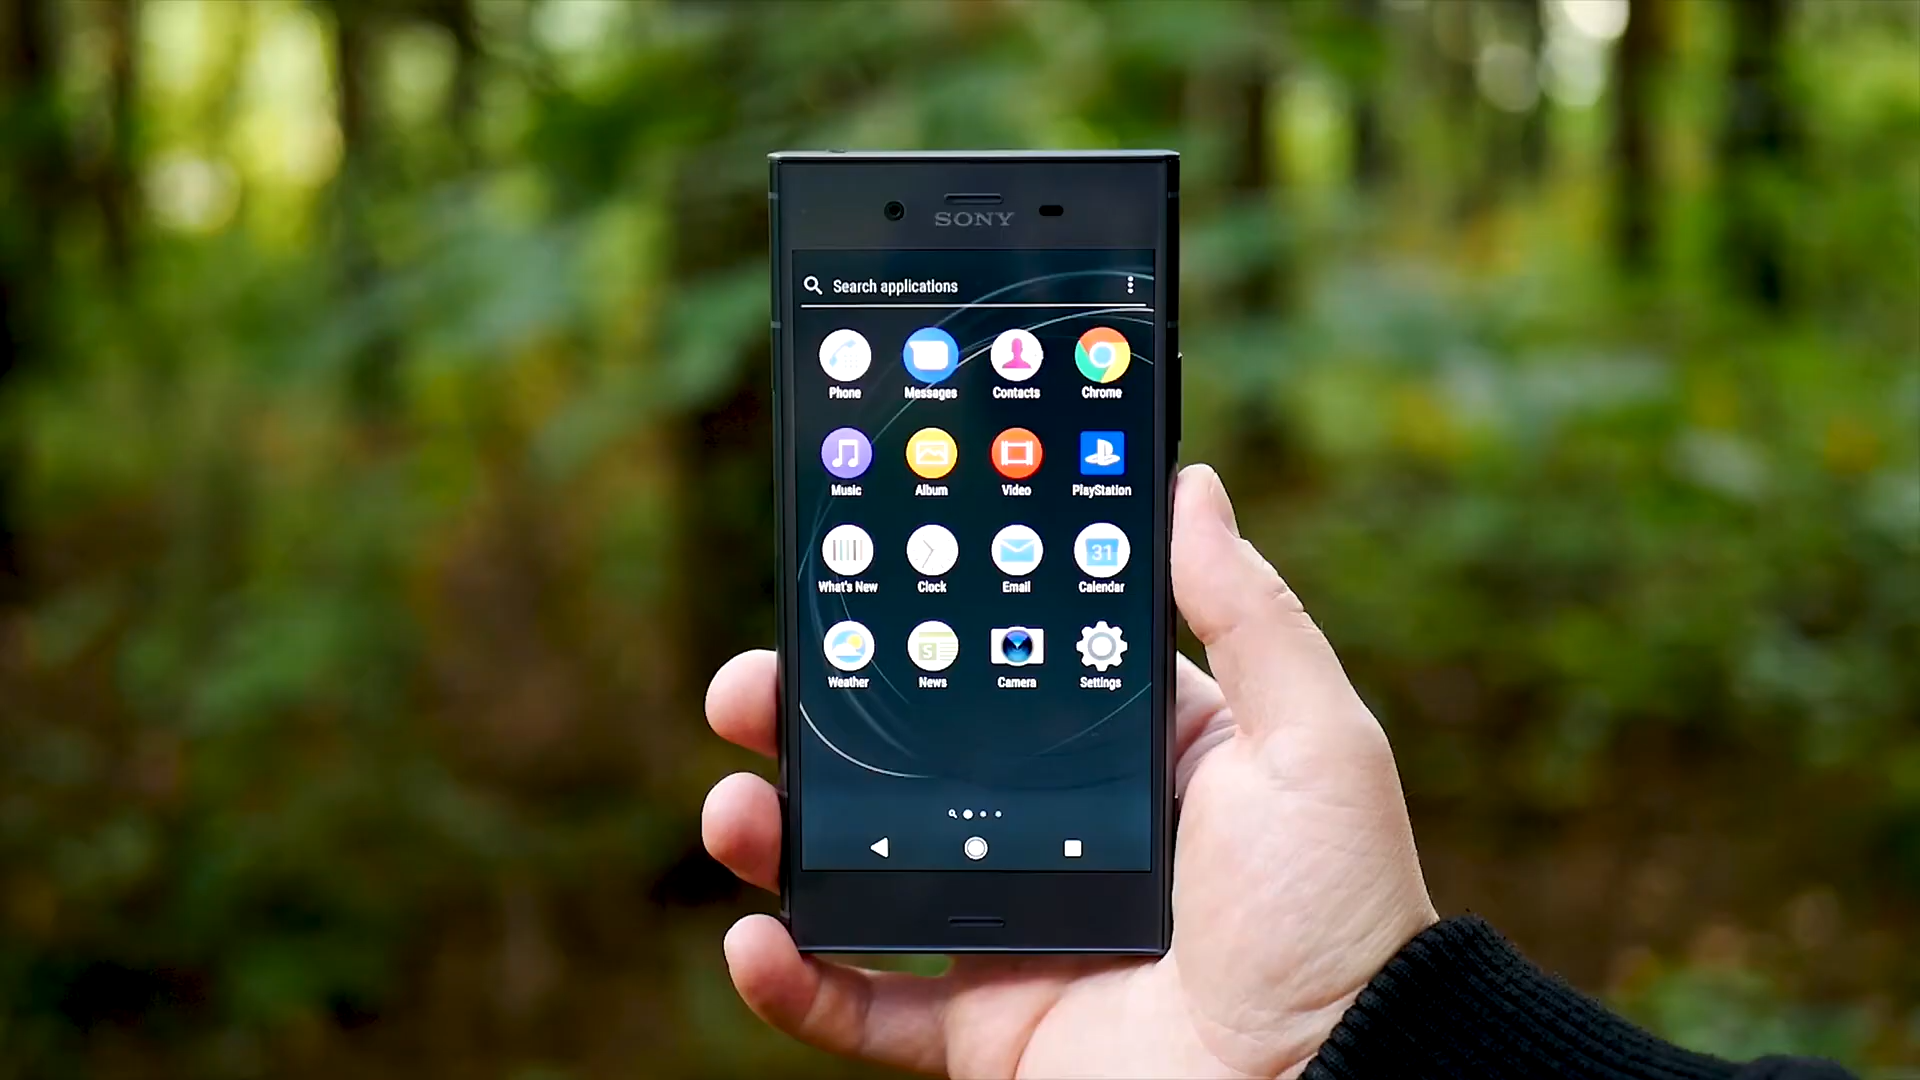 SONY
Search applications
Phone Messages Contacts Chrome
Music Album Video PlayStation
31
What's New Clock Email Calendar
S
Weather News Camera Settings